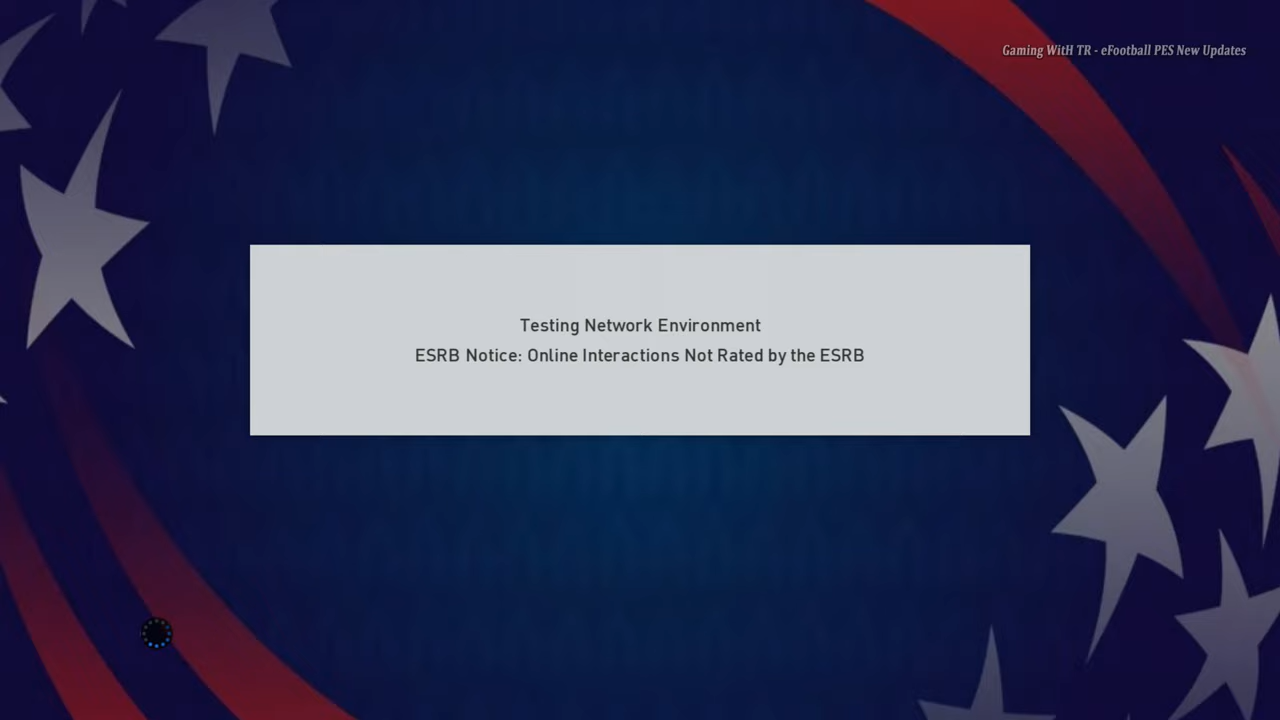 Gaming WitH TR - eFootball PES New Updates
Testing Network Environment
ESRB Notice: Online Interactions Not Rated by the ESRB